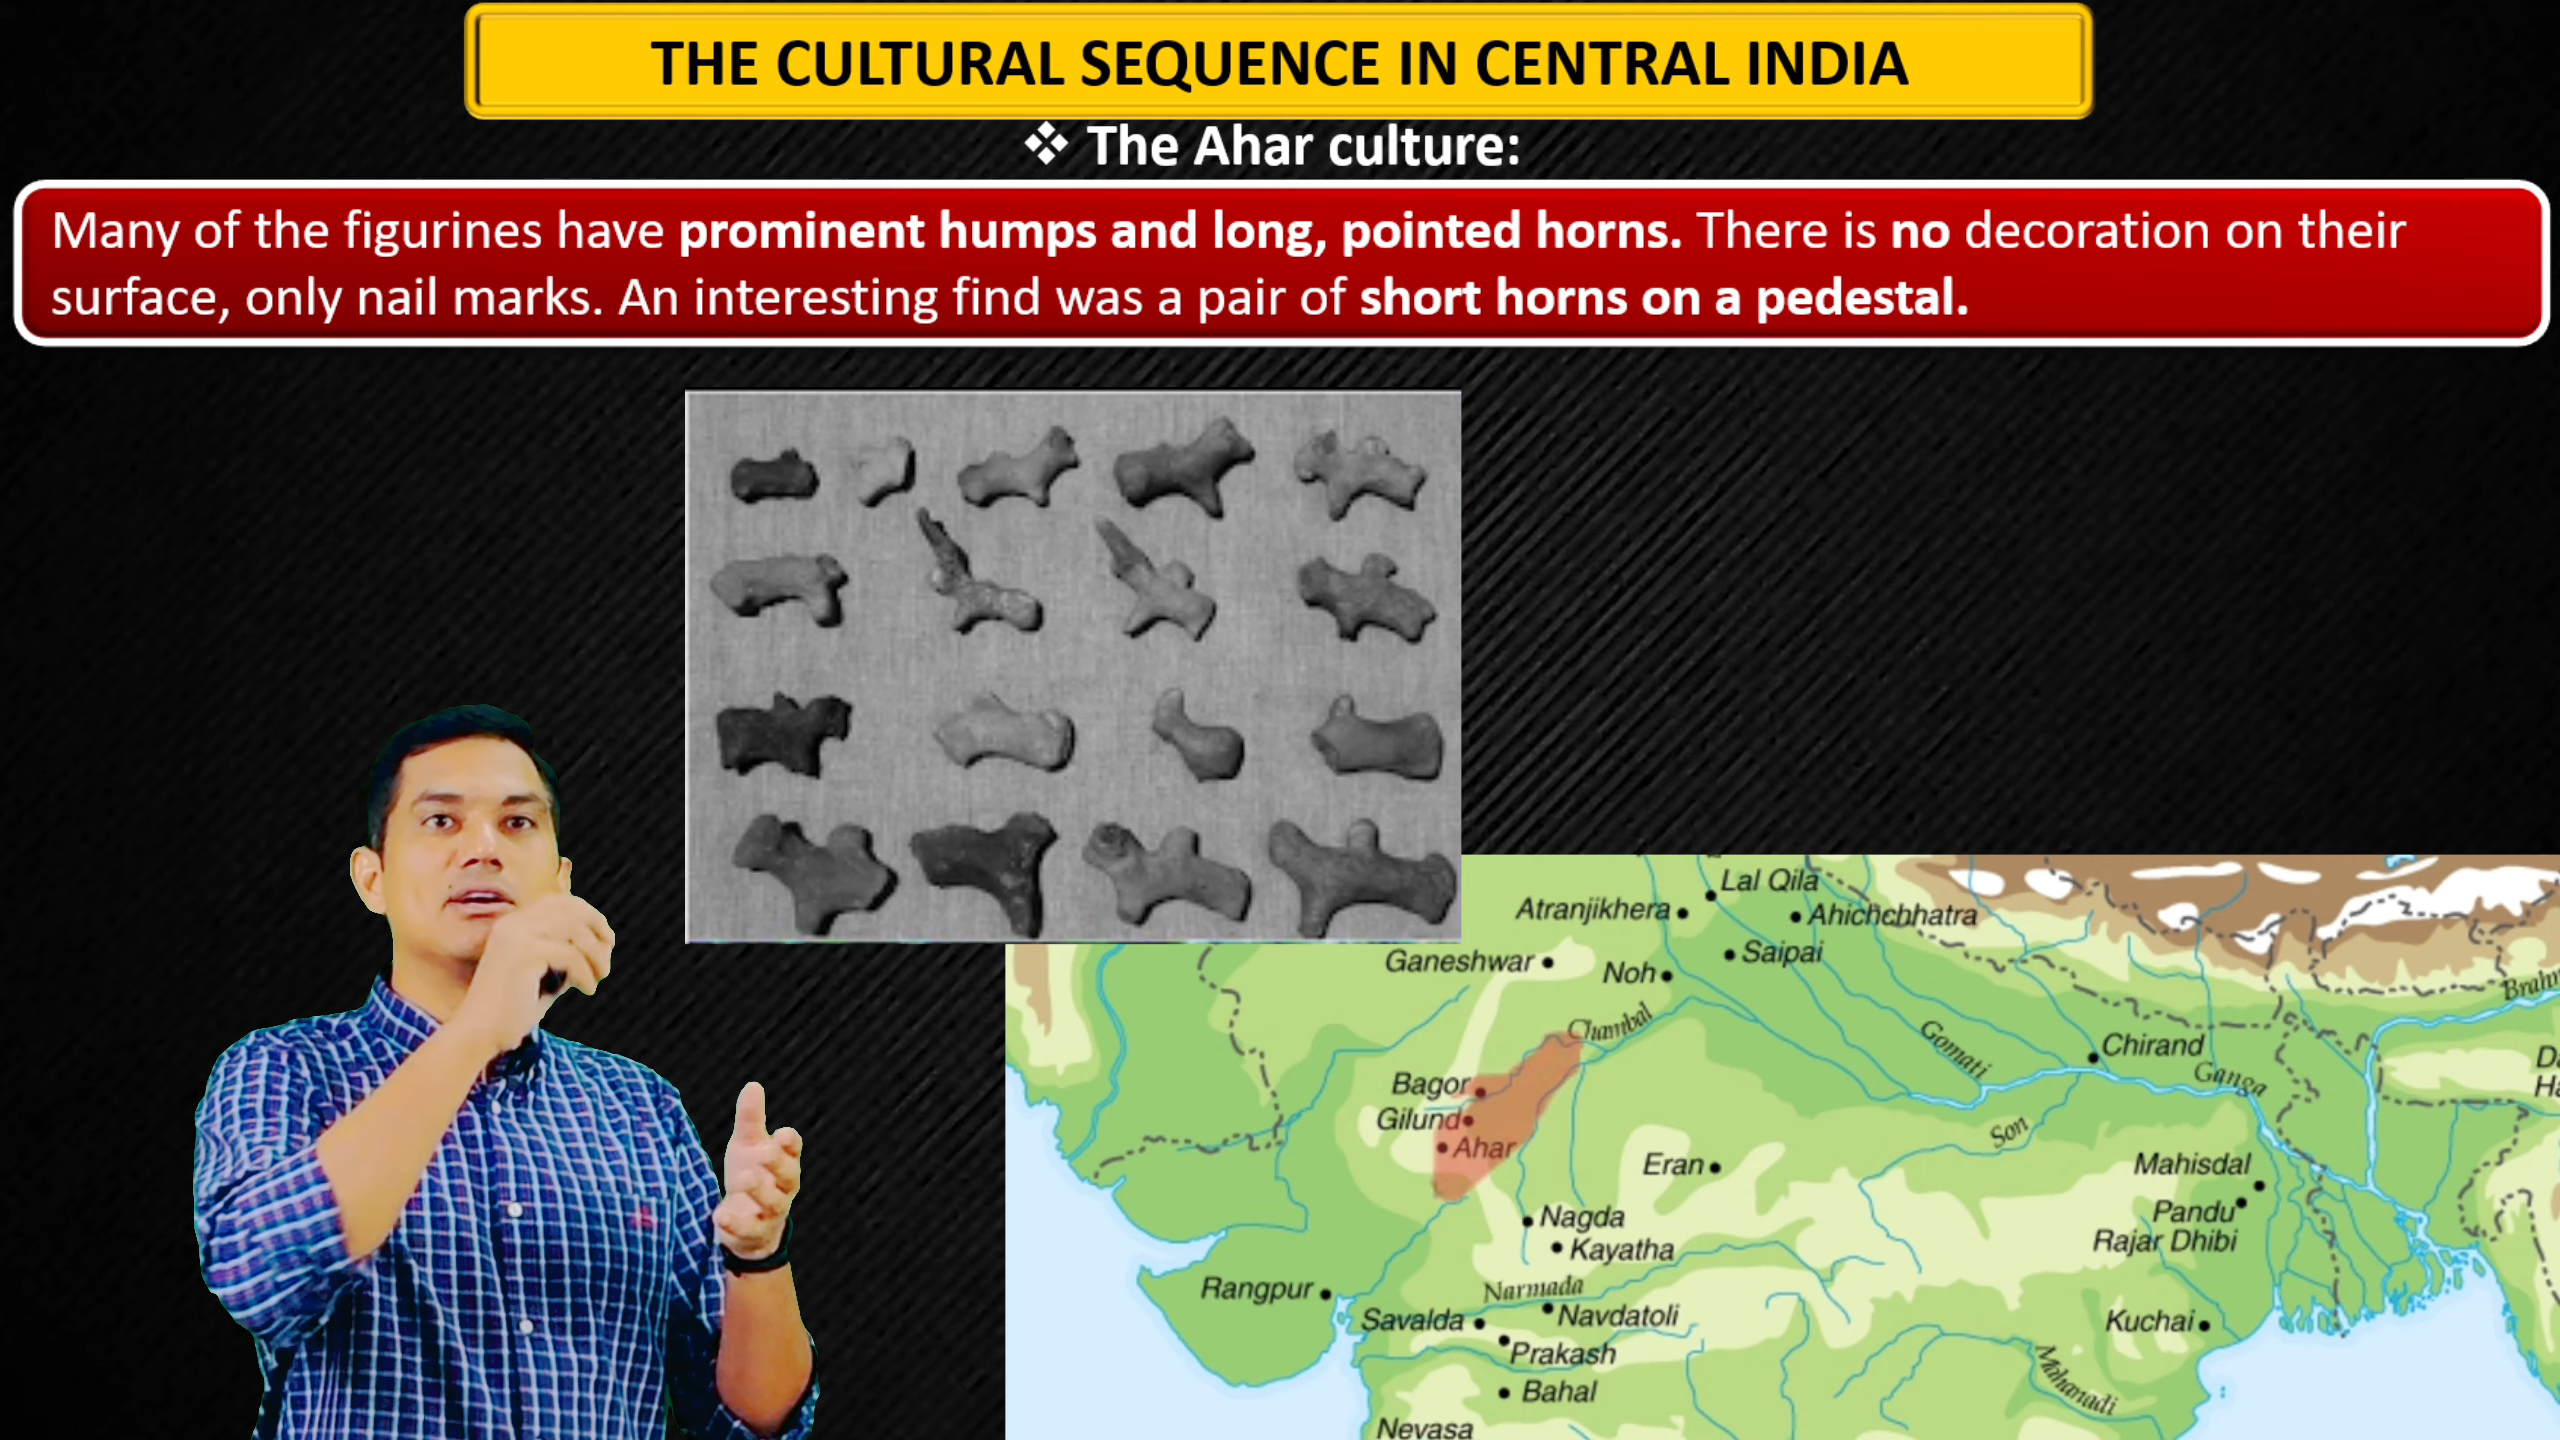 THE CULTURAL SEQUENCE IN CENTRAL INDIA
❖ The Ahar culture:
Many of the figurines have prominent humps and long, pointed horns. There is no decoration on their
surface, only nail marks. An interesting find was a pair of short horns on a pedestal.
Lal Qila
Atranjikhera
Ahichchhatra
Ganeshwar
Noh
Saipai
Brahm
Chambal
Gomati
Chirand
Ganga
D
Ha
Bagor
Gilund
Ahar
Eran
Son
Mahisdal
Pandu
Rajar Dhibi
Nagda
Kayatha
Rangpur
Narmada
Savalda
Navdatoli
Kuchai
Prakash
Mahanadi
Bahal
Nevasa